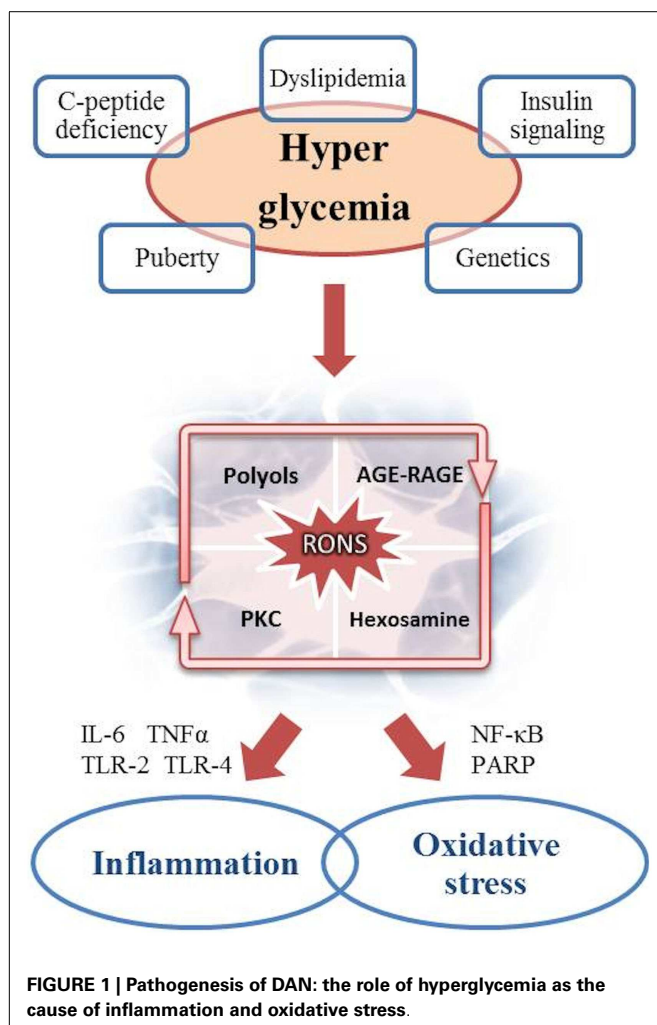 Dyslipidemia
C-peptide
deficiency
Insulin
signaling
Hyper
glycemia
Puberty
Genetics
Polyols
AGE-RAGE
RONS
PKC
Hexosamine
IL-6 TNFα
TLR-2 TLR-4
NF-κB
PARP
Inflammation
Oxidative
stress
FIGURE 1 | Pathogenesis of DAN: the role of hyperglycemia as the
cause of inflammation and oxidative stress.